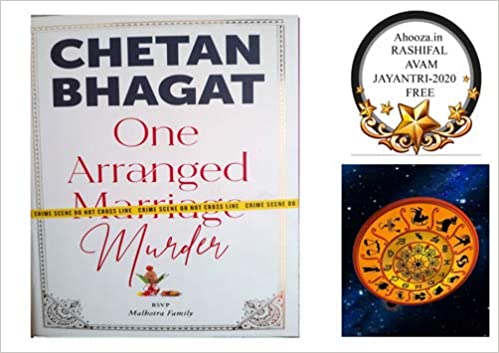 CHETAN
BHAGAT
One
Arranged
Marriage
CRIME SCENE DO NOT CROSS LINE CRIME SCENE DO NOT CROSS LINE CRIME SCENE DO
Murder
RSVP
Malhotra Family
Ahooza.in
RASHIFAL
AVAM
JAYANTRI-2020
FREE